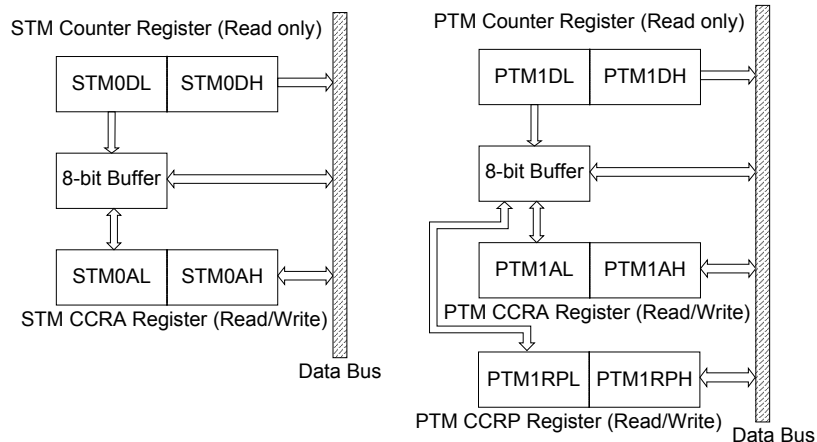 STM Counter Register (Read only)
STM0DL STM0DH
8-bit Buffer
STM0AL STM0AH
STM CCRA Register (Read/Write)
Data Bus
PTM Counter Register (Read only)
PTM1DL PTM1DH
8-bit Buffer
PTM1AL PTM1AH
PTM CCRA Register (Read/Write)
PTM1RPL PTM1RPH
PTM CCRP Register (Read/Write)
Data Bus